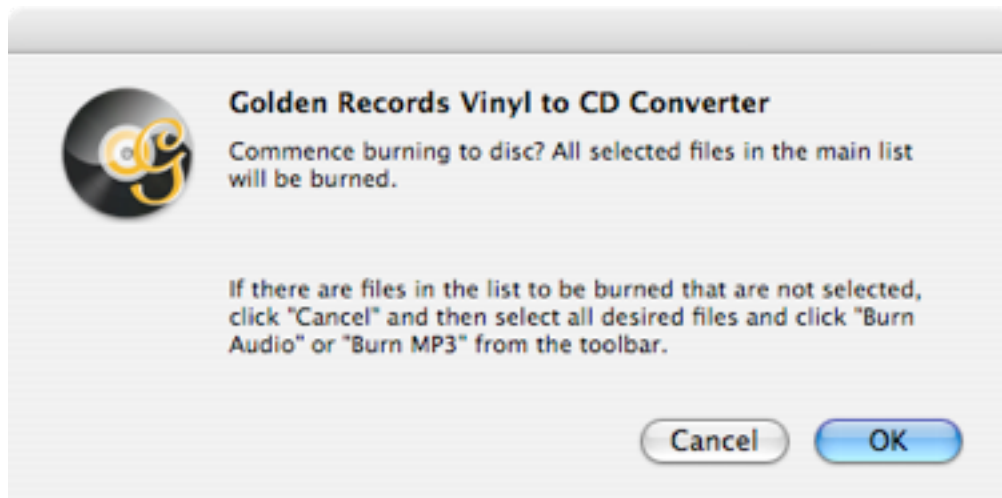 Golden Records Vinyl to CD Converter
Commence burning to disc? All selected files in the main list
will be burned.
If there are files in the list to be burned that are not selected,
click "Cancel" and then select all desired files and click "Burn
Audio" or "Burn MP3" from the toolbar.
Cancel OK